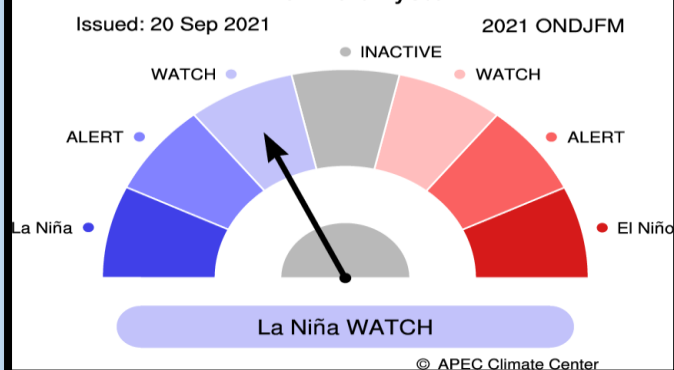 Issued: 20 Sep 2021
2021 ONDJFM
INACTIVE
WATCH
WATCH
ALERT
ALERT
La Niña
El Niño
La Niña WATCH
© APEC Climate Center